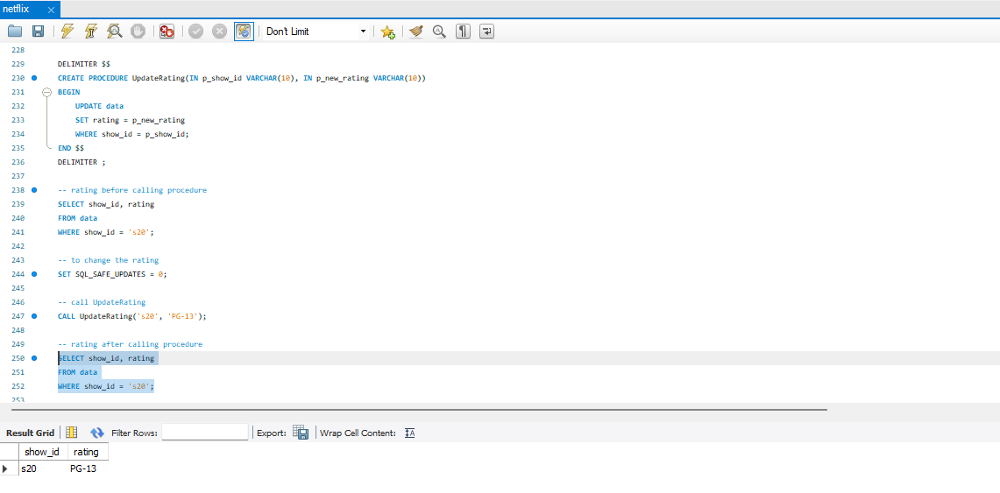 netflix
Don't Limit
228
229 DELIMITER $$
230 CREATE PROCEDURE UpdateRating(IN p_show_id VARCHAR(10), IN p_new_rating VARCHAR(10))
231 BEGIN
232 UPDATE data
233 SET rating = p_new_rating
234 WHERE show_id = p_show_id;
235 END $$
236 DELIMITER ;
237
238 -- rating before calling procedure
239 SELECT show_id, rating
240 FROM data
241 WHERE show_id = 's20';
242
243 -- to change the rating
244 SET SQL_SAFE_UPDATES = 0;
245
246 -- call UpdateRating
247 CALL UpdateRating('s20', 'PG-13');
248
249 -- rating after calling procedure
250 SELECT show_id, rating
251 FROM data
252 WHERE show_id = 's20';
253
Result Grid Filter Rows: Export: Wrap Cell Content:
show_id rating
s20 PG-13